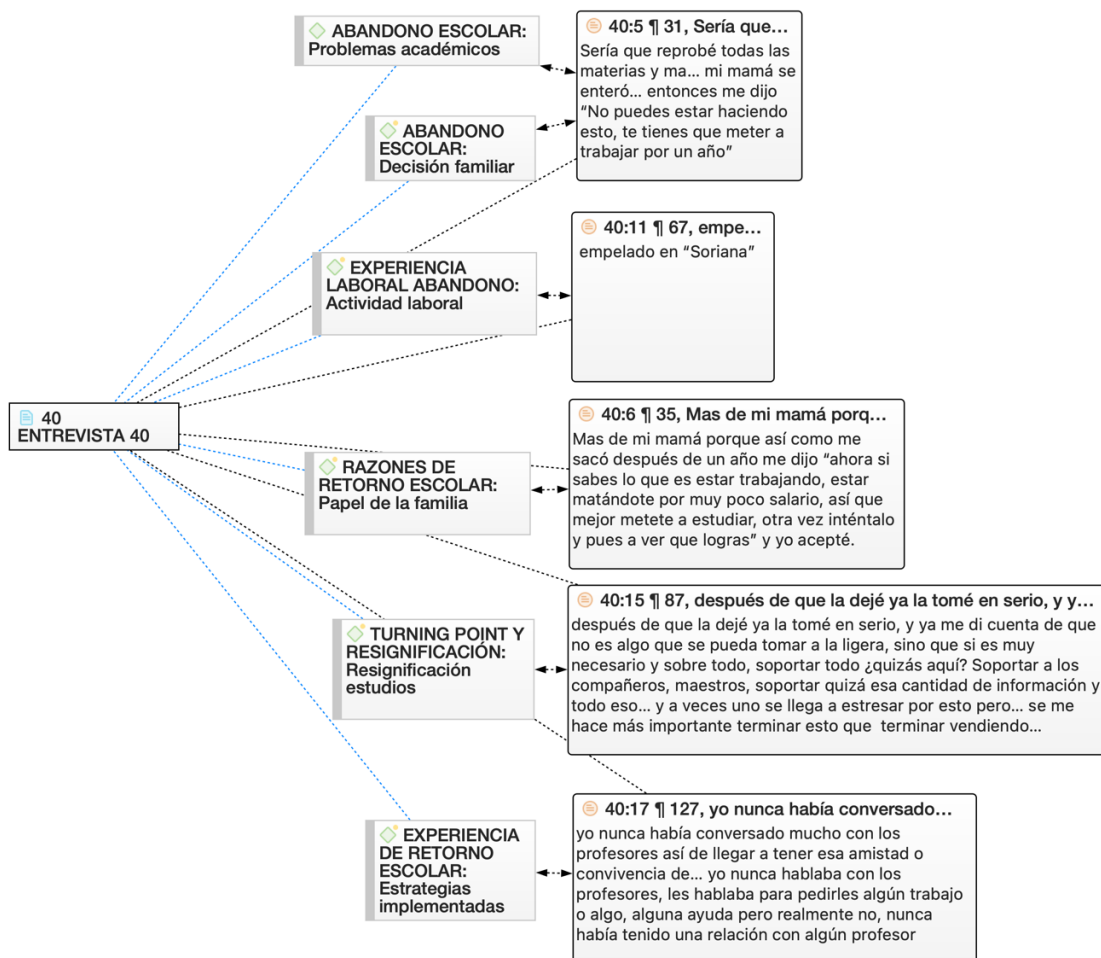 ABANDONO ESCOLAR:
Problemas académicos
40:5 ¶ 31, Sería que...
Sería que reprobé todas las
materias y ma... mi mamá se
enteró... entonces me dijo
“No puedes estar haciendo
esto, te tienes que meter a
trabajar por un año”
ABANDONO
ESCOLAR:
Decisión familiar
40:11 ¶ 67, empe...
empelado en “Soriana”
EXPERIENCIA
LABORAL ABANDONO:
Actividad laboral
40
ENTREVISTA 40
40:6 ¶ 35, Mas de mi mamá porq...
Mas de mi mamá porque así como me
sacó después de un año me dijo “ahora si
sabes lo que es estar trabajando, estar
matándote por muy poco salario, así que
mejor metete a estudiar, otra vez inténtalo
y pues a ver que logras” y yo acepté.
RAZONES DE
RETORNO ESCOLAR:
Papel de la familia
40:15 ¶ 87, después de que la dejé ya la tomé en serio, y y...
después de que la dejé ya la tomé en serio, y ya me di cuenta de que
no es algo que se pueda tomar a la ligera, sino que si es muy
necesario y sobre todo, soportar todo ¿quizás aquí? Soportar a los
compañeros, maestros, soportar quizá esa cantidad de información y
todo eso... y a veces uno se llega a estresar por esto pero... se me
hace más importante terminar esto que  terminar vendiendo...
TURNING POINT Y
RESIGNIFICACIÓN:
Resignificación
estudios
40:17 ¶ 127, yo nunca había conversado...
yo nunca había conversado mucho con los
profesores así de llegar a tener esa amistad o
convivencia de... yo nunca hablaba con los
profesores, les hablaba para pedirles algún trabajo
o algo, alguna ayuda pero realmente no, nunca
había tenido una relación con algún profesor
EXPERIENCIA
DE RETORNO
ESCOLAR:
Estrategias
implementadas